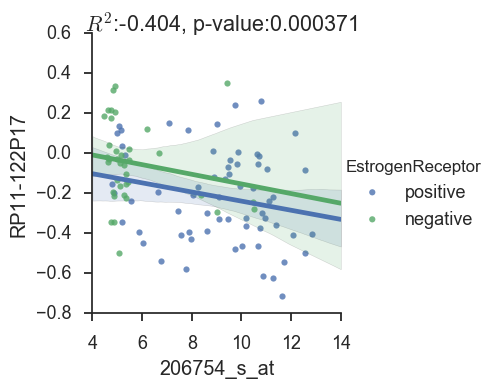 R²:-0.404, p-value:0.000371
0.6
0.4
0.2
0.0
−0.2
−0.4
−0.6
−0.8
RP11-122P17
4 6 8 10 12 14
206754_s_at
EstrogenReceptor
positive
negative